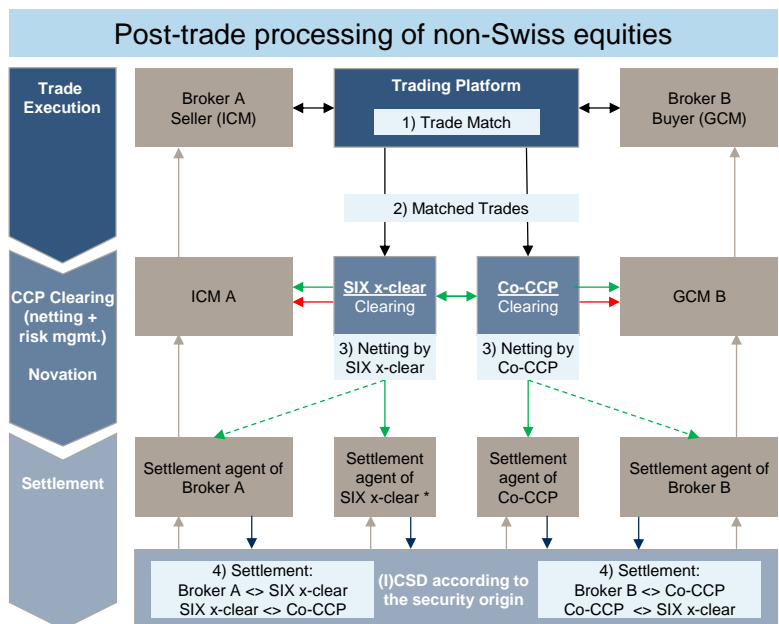 Post-trade processing of non-Swiss equities
Trade
Execution
Broker A
Seller (ICM)
Trading Platform
1) Trade Match
Broker B
Buyer (GCM)
2) Matched Trades
CCP Clearing
(netting +
risk mgmt.)
Novation
ICM A
SIX x-clear
Clearing
Co-CCP
Clearing
GCM B
3) Netting by
SIX x-clear
3) Netting by
Co-CCP
Settlement
Settlement agent of
Broker A
Settlement
agent of
SIX x-clear *
Settlement
agent of
Co-CCP
Settlement agent of
Broker B
4) Settlement:
Broker A <> SIX x-clear
SIX x-clear <> Co-CCP
(I)CSD according to
the security origin
4) Settlement:
Broker B <> Co-CCP
Co-CCP <> SIX x-clear